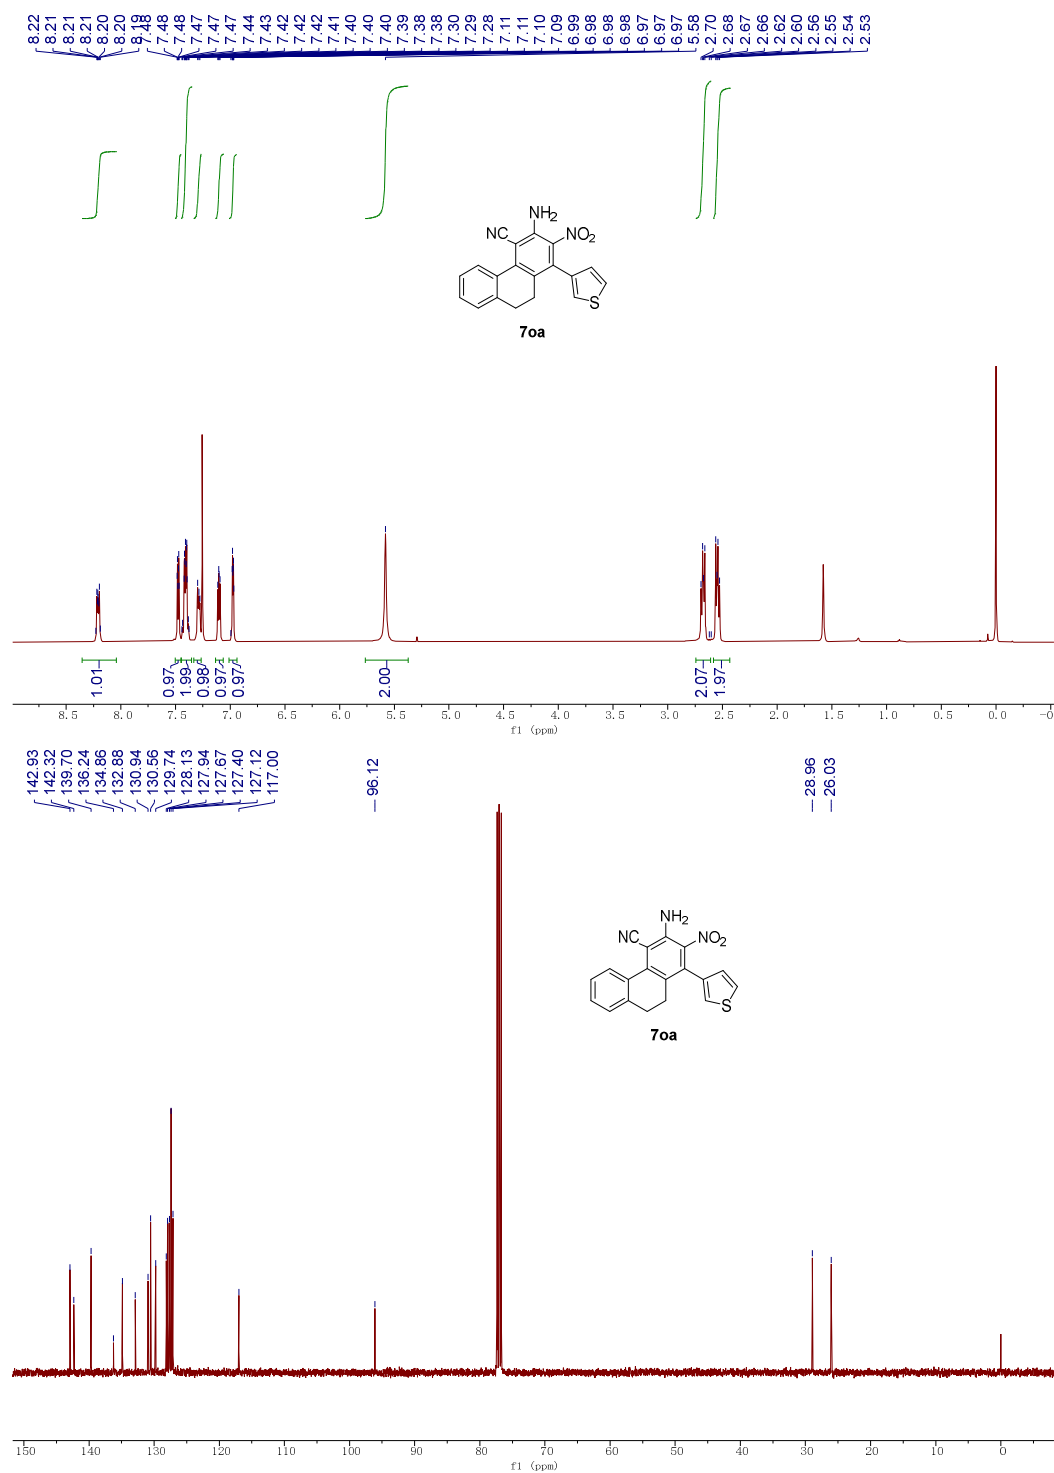 8.22 8.21 8.21 8.21 8.20 8.20 8.19 7.48 7.48 7.48 7.47 7.47 7.47 7.44 7.43 7.42 7.42 7.42 7.41 7.40 7.40 7.40 7.39 7.38 7.38 7.30 7.29 7.28 7.11 7.11 7.10 7.09 6.99 6.98 6.98 6.98 6.97 6.97 6.97 5.58 2.70 2.68 2.67 2.66 2.62 2.60 2.56 2.55 2.54 2.53
NH2
NC
NO2
S
7oa
1.01 0.97 1.99 0.98 0.97 0.97 2.00 2.07 1.97
8.5 8.0 7.5 7.0 6.5 6.0 5.5 5.0 4.5 4.0 3.5 3.0 2.5 2.0 1.5 1.0 0.5 0.0 -0
f1 (ppm)
142.93 142.32 139.70 136.24 134.86 132.88 130.94 130.56 129.74 128.13 127.94 127.67 127.40 127.12 117.00 96.12 28.96 26.03
NH2
NC
NO2
S
7oa
150 140 130 120 110 100 90 80 70 60 50 40 30 20 10 0
f1 (ppm)